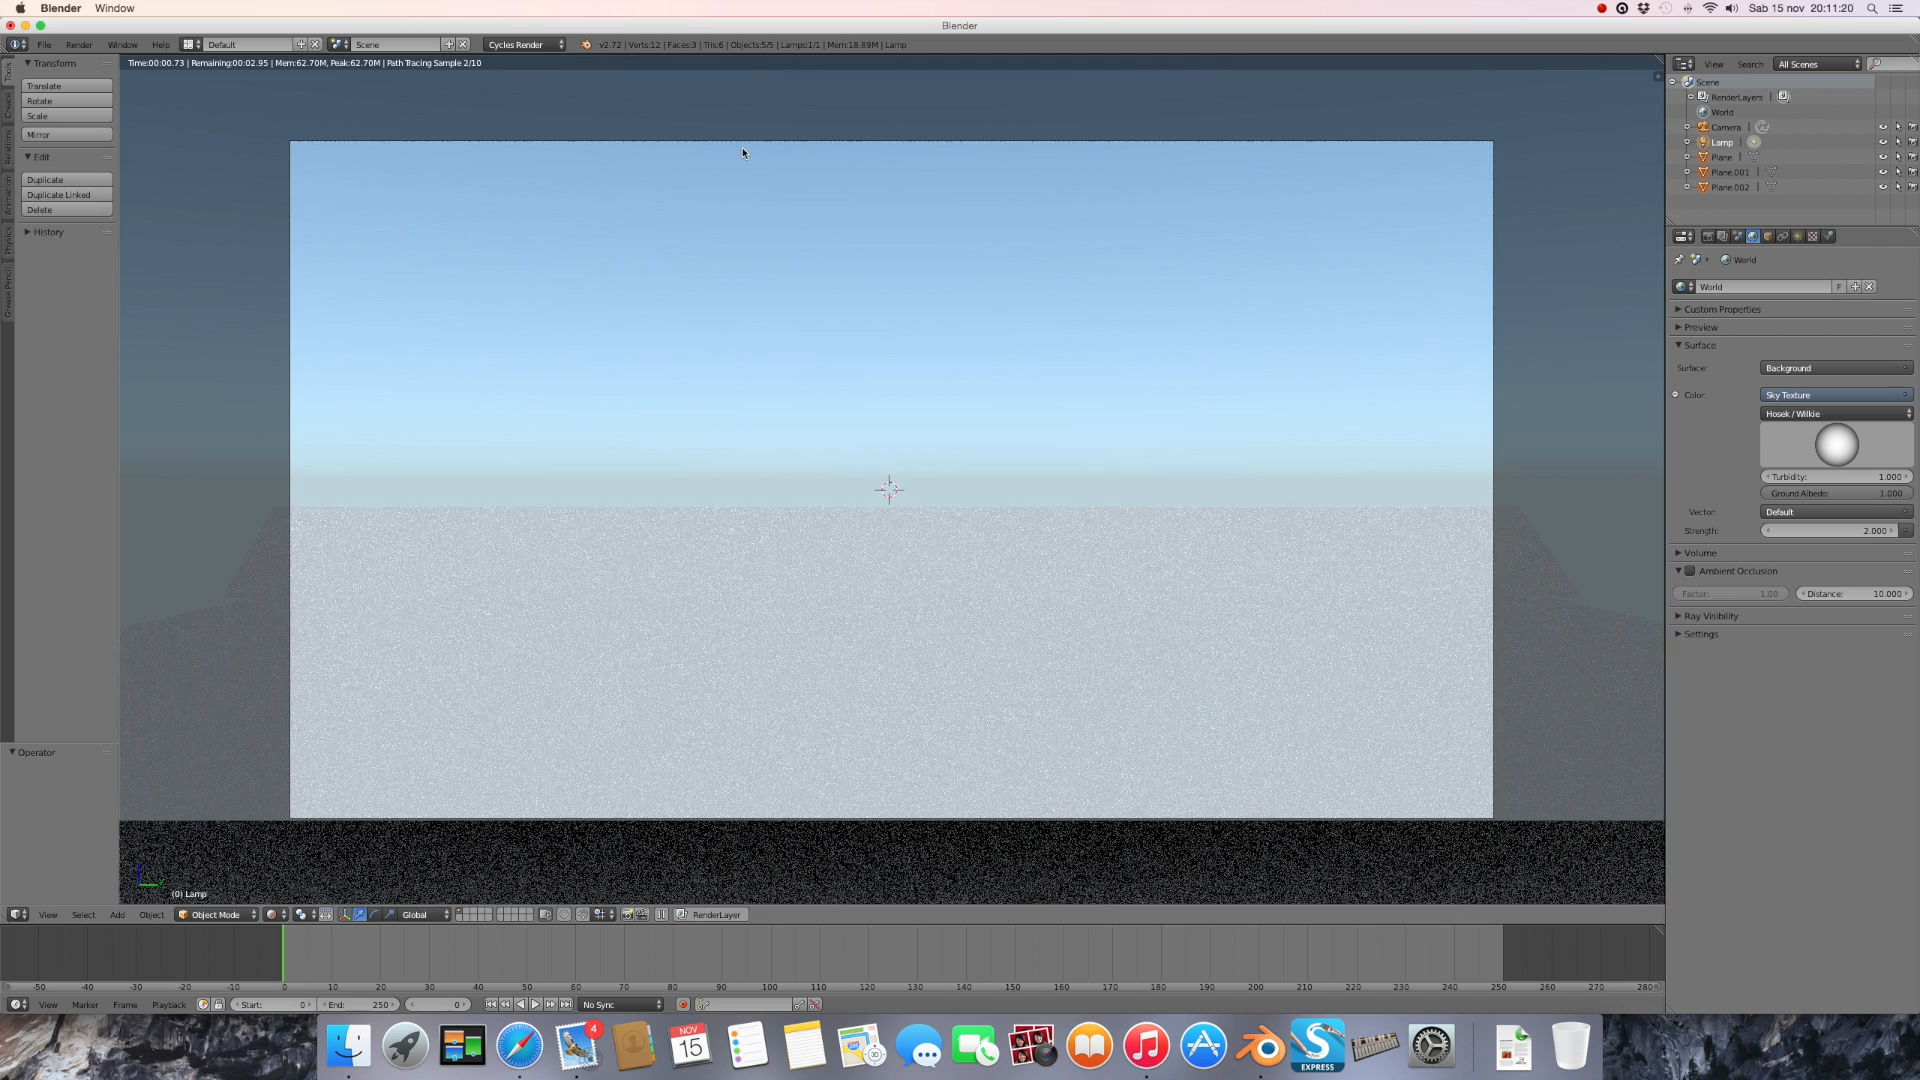 Blender Window
Sab 15 nov 20:11:20
Blender
File Render Window Help Default Scene Cycles Render v2.72 | Verts:12 | Faces:3 | Tris:6 | Objects:5/5 | Lamps:1/1 | Mem:18.89M | Lamp
Time:00:00.73 | Remaining:00:02.95 | Mem:62.70M, Peak:62.70M | Path Tracing Sample 2/10
Tools
Create
Relations
Animation
Physics
Grease Pencil
Transform
Translate
Rotate
Scale
Mirror
Edit
Duplicate
Duplicate Linked
Delete
History
Operator
(0) Lamp
View Search All Scenes
Scene
RenderLayers
World
Camera
Lamp
Plane
Plane.001
Plane.002
World
World F
Custom Properties
Preview
Surface
Surface: Background
Color: Sky Texture
Hosek / Wilkie
Turbidity: 1.000
Ground Albedo: 1.000
Vector: Default
Strength: 2.000
Volume
Ambient Occlusion
Factor: 1.00 Distance: 10.000
Ray Visibility
Settings
View Select Add Object Object Mode Global RenderLayer
-50 -40 -30 -20 -10 0 10 20 30 40 50 60 70 80 90 100 110 120 130 140 150 160 170 180 190 200 210 220 230 240 250 260 270 280
View Marker Frame Playback Start: 0 End: 250 0 No Sync
4
NOV
15
EXPRESS